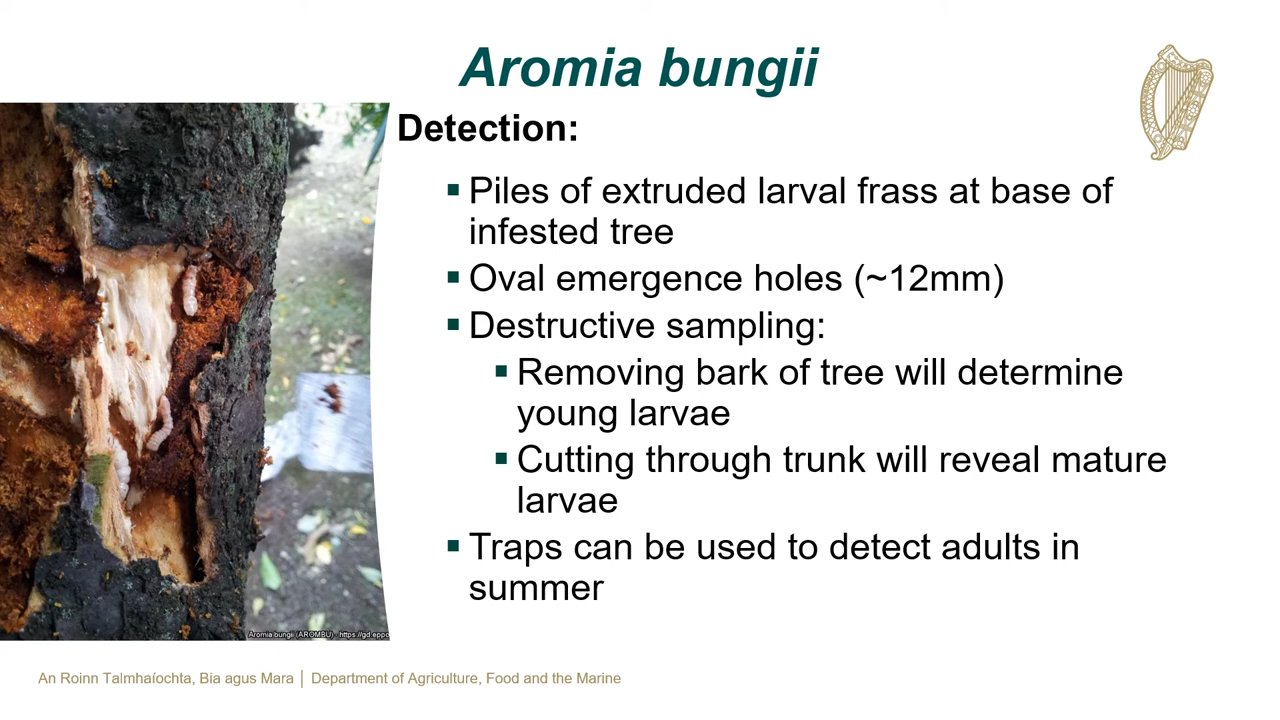 Aromia bungii
Detection:
▪ Piles of extruded larval frass at base of
infested tree
▪ Oval emergence holes (~12mm)
▪ Destructive sampling:
▪ Removing bark of tree will determine
young larvae
▪ Cutting through trunk will reveal mature
larvae
▪ Traps can be used to detect adults in
summer
Aromia bungii (AROMBU) - https://gd.eppo
An Roinn Talmhaíochta, Bia agus Mara | Department of Agriculture, Food and the Marine